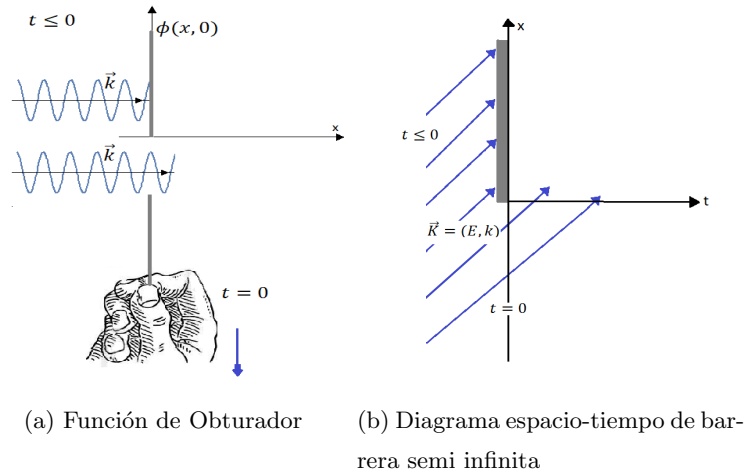 t ≤ 0
ϕ(x, 0)
k⃗
x
k⃗
t = 0
(a) Función de Obturador
x
t ≤ 0
t
K⃗ = (E, k)
t = 0
(b) Diagrama espacio-tiempo de bar-
rera semi infinita